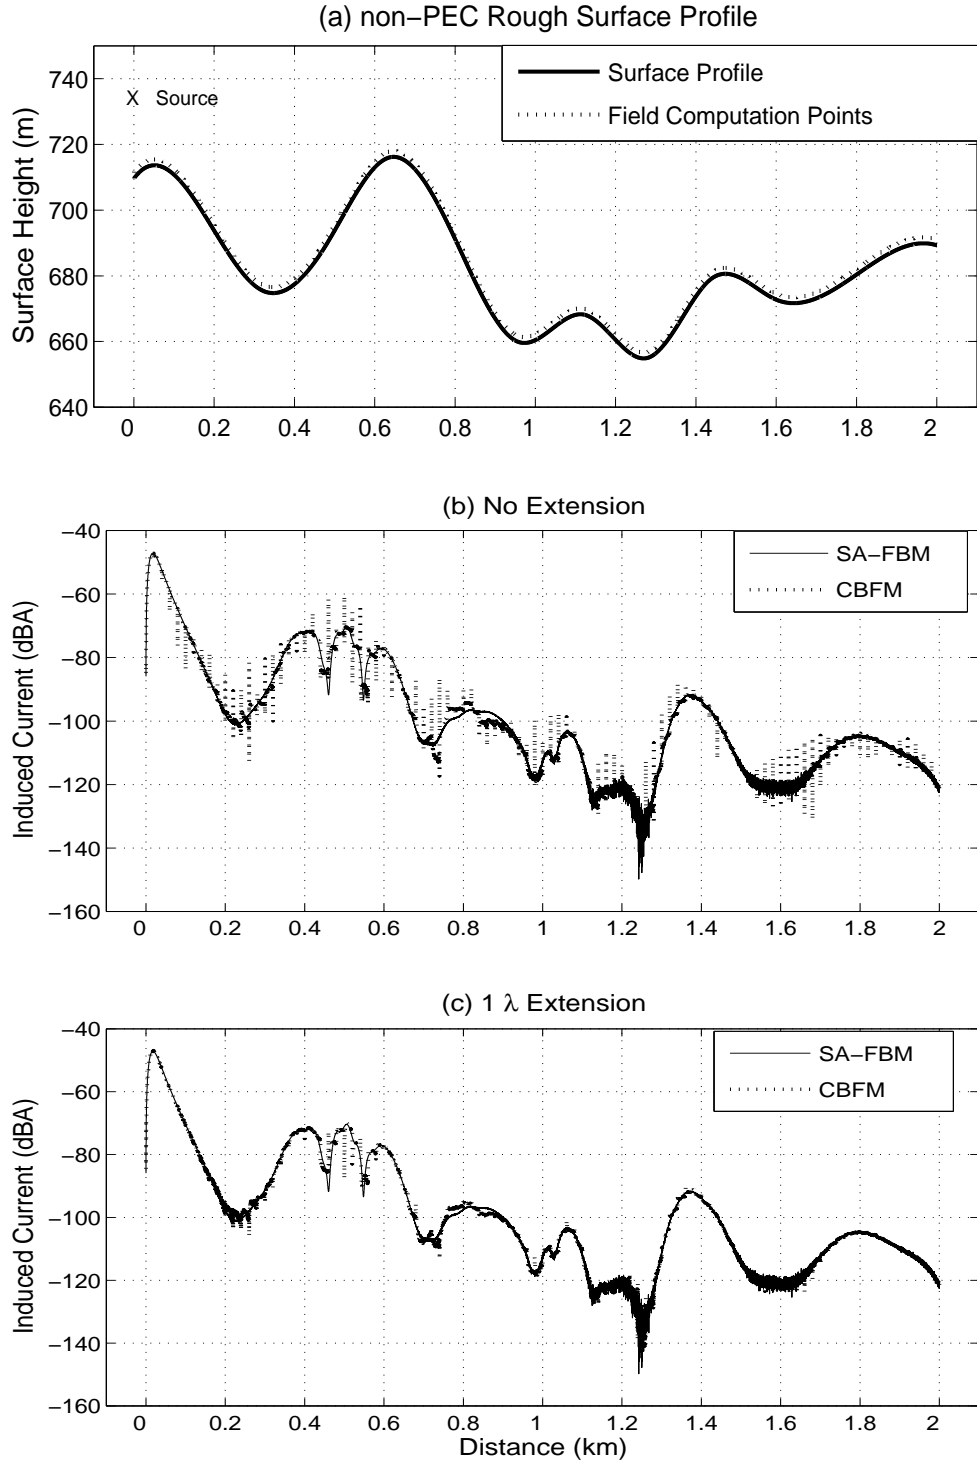 (a) non−PEC Rough Surface Profile
Surface Height (m)
740
720
700
680
660
640
X Source
Surface Profile
Field Computation Points
0 0.2 0.4 0.6 0.8 1 1.2 1.4 1.6 1.8 2
(b) No Extension
Induced Current (dBA)
−40
−60
−80
−100
−120
−140
−160
SA−FBM
CBFM
0 0.2 0.4 0.6 0.8 1 1.2 1.4 1.6 1.8 2
(c) 1 λ Extension
Induced Current (dBA)
−40
−60
−80
−100
−120
−140
−160
SA−FBM
CBFM
0 0.2 0.4 0.6 0.8 1 1.2 1.4 1.6 1.8 2
Distance (km)